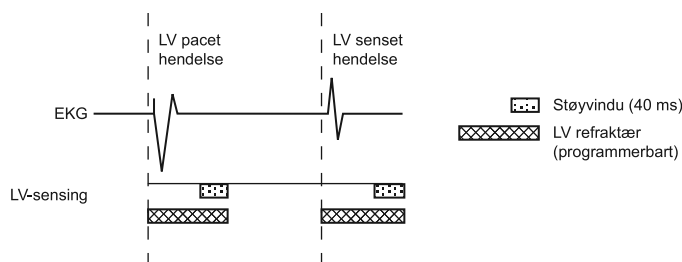 LV pacet
hendelse
LV senset
hendelse
EKG
Støyvindu (40 ms)
LV refraktær
(programmerbart)
LV-sensing